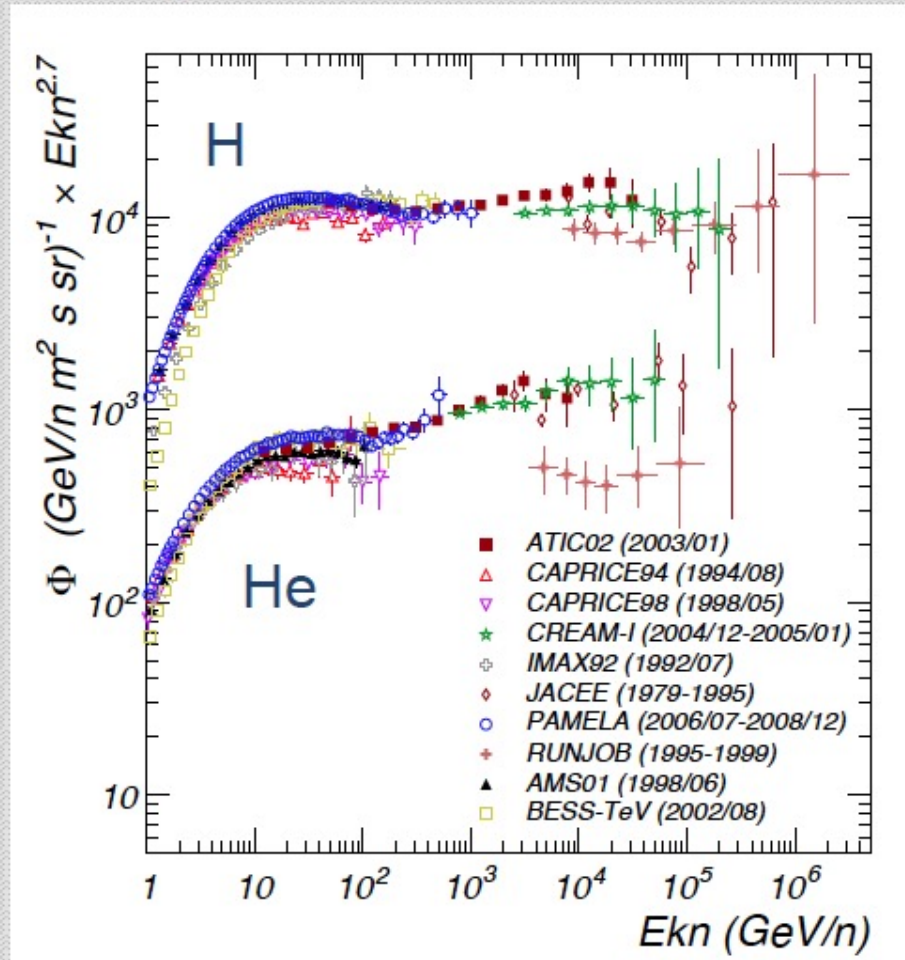 Φ (GeV/n m² s sr)⁻¹ × Ekn²·⁷
H
He
10⁴
10³
10²
10
ATIC02 (2003/01)
CAPRICE94 (1994/08)
CAPRICE98 (1998/05)
CREAM-I (2004/12-2005/01)
IMAX92 (1992/07)
JACEE (1979-1995)
PAMELA (2006/07-2008/12)
RUNJOB (1995-1999)
AMS01 (1998/06)
BESS-TeV (2002/08)
1 10 10² 10³ 10⁴ 10⁵ 10⁶
Ekn (GeV/n)